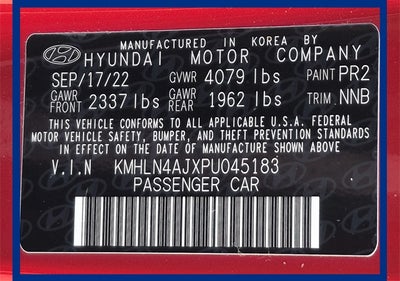 MANUFACTURED IN KOREA BY
HYUNDAI MOTOR COMPANY
SEP/17/22 GVWR 4079 lbs PAINT PR2
GAWR FRONT 2337 lbs GAWR REAR 1962 lbs TRIM NNB
THIS VEHICLE CONFORMS TO ALL APPLICABLE U.S.A. FEDERAL
MOTOR VEHICLE SAFETY, BUMPER, AND THEFT PREVENTION STANDARDS
IN EFFECT ON THE DATE OF MANUFACTURE SHOWN ABOVE
V.I.N KMHLN4AJXPU045183
PASSENGER CAR